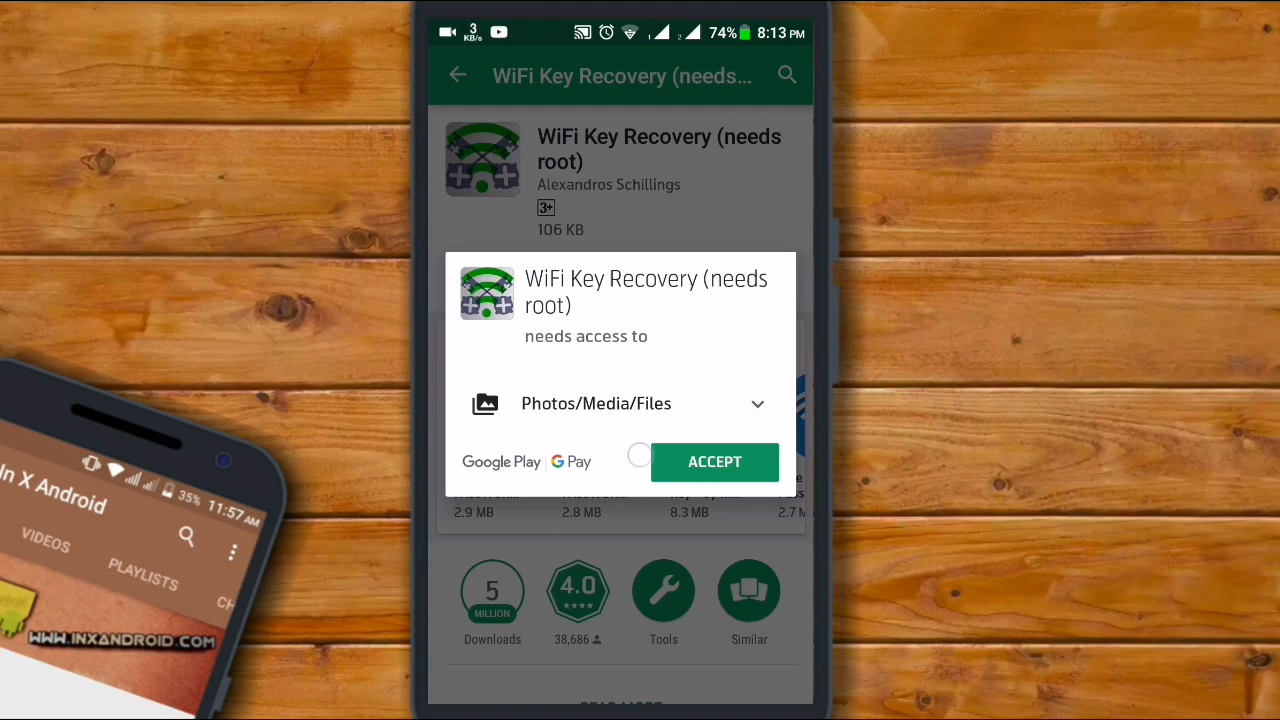 3
KB/s
74%
8:13 PM
WiFi Key Recovery (needs...
WiFi Key Recovery (needs
root)
Alexandros Schillings
3+
106 KB
WiFi Key Recovery (needs
root)
needs access to
Photos/Media/Files
Google Play | G Pay
ACCEPT
2.9 MB
2.8 MB
8.3 MB
2.7 M
5
MILLION
4.0
Downloads
38,686
Tools
Similar
35% 11:57 AM
In X Android
VIDEOS
PLAYLISTS
CH
WWW.INXANDROID.COM